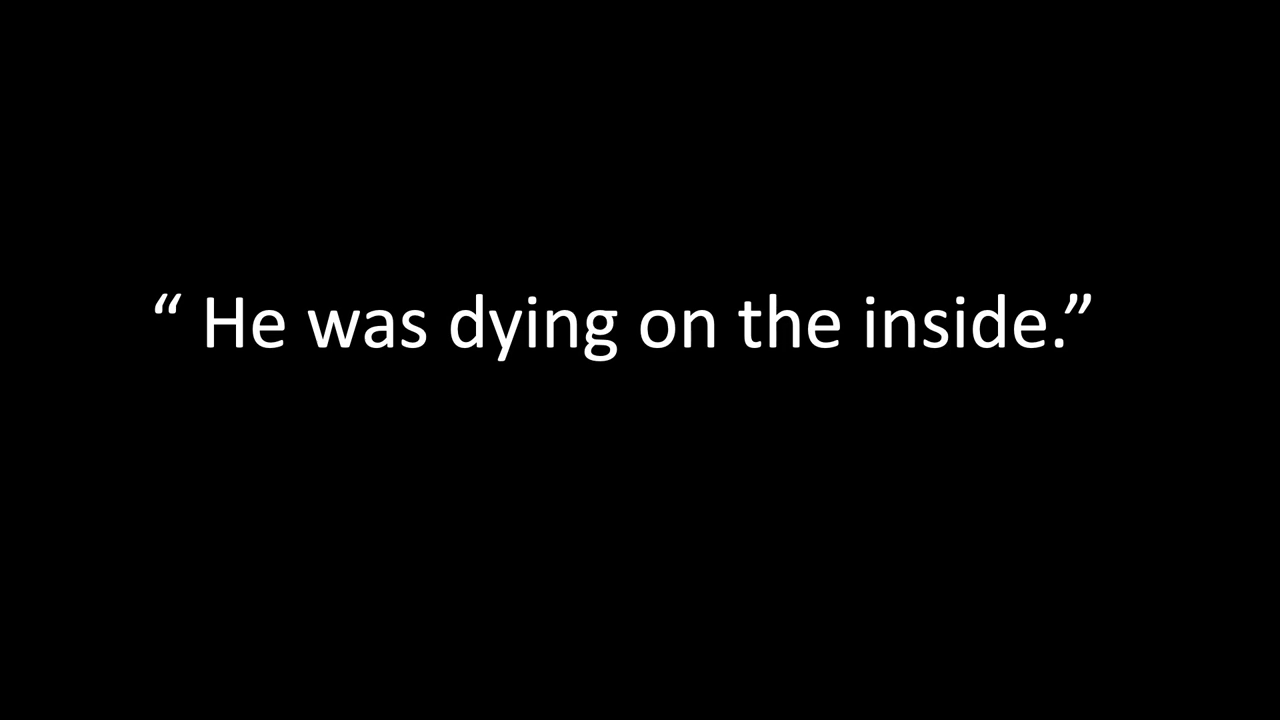 “ He was dying on the inside.”